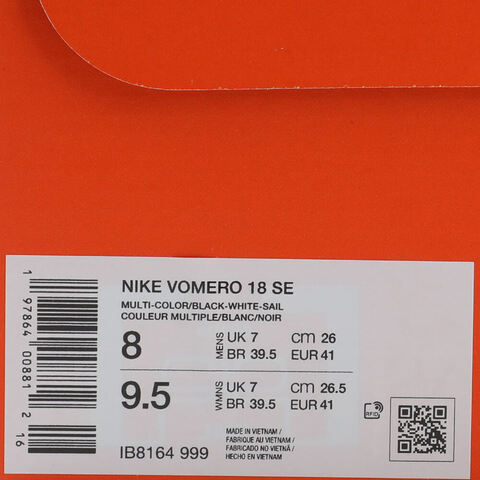 NIKE VOMERO 18 SE
MULTI-COLOR/BLACK-WHITE-SAIL
COULEUR MULTIPLE/BLANC/NOIR
8 MENS UK 7 cm 26
BR 39.5 EUR 41
9.5 WMNS UK 7 cm 26.5
BR 39.5 EUR 41
MADE IN VIETNAM /
FABRIQUE AU VIETNAM /
FABRICADO NO VIETNÃ /
HECHO EN VIETNAM
IB8164 999
RFID
1 97864 00881 2 16